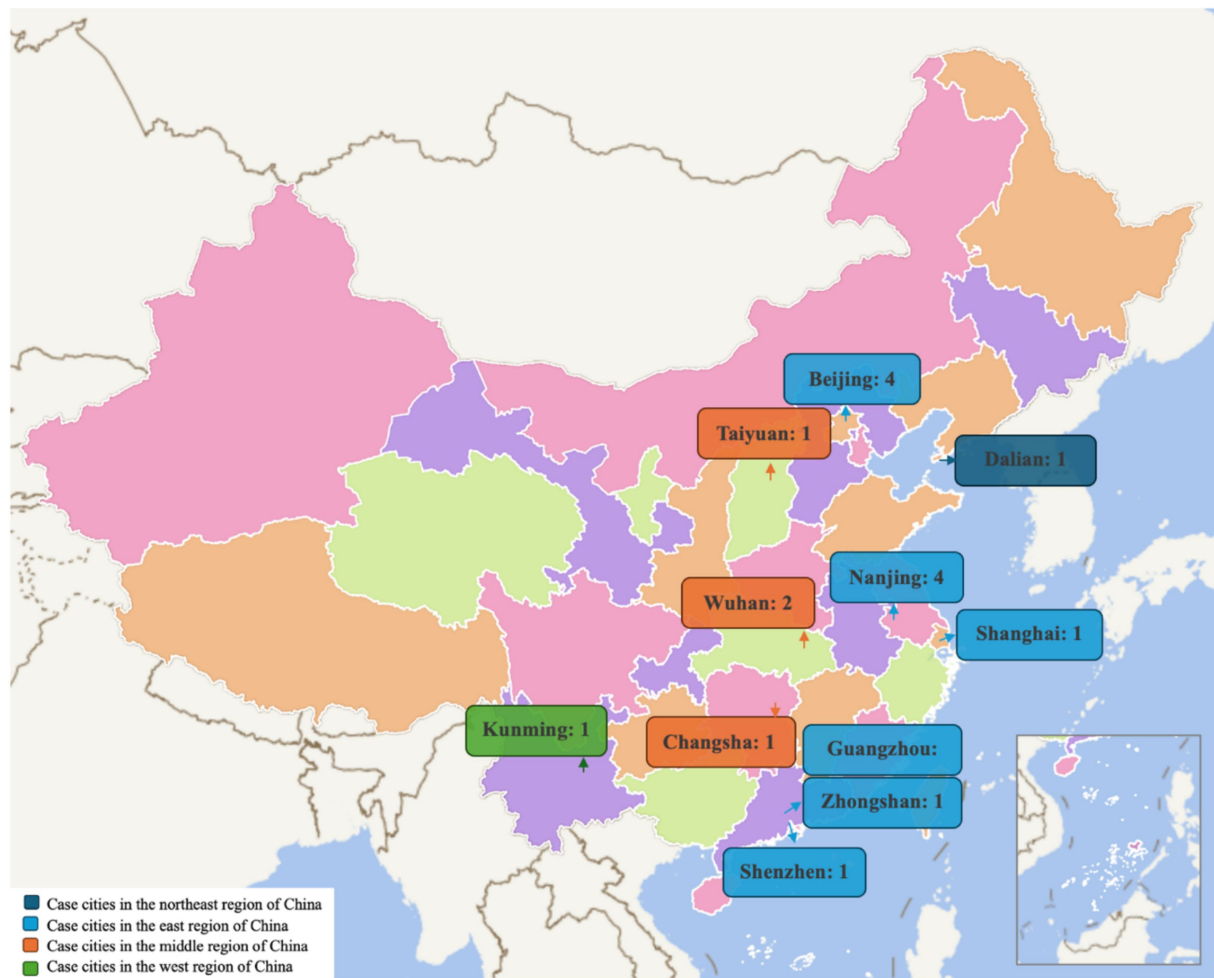 Beijing: 4
Taiyuan: 1
Dalian: 1
Nanjing: 4
Wuhan: 2
Shanghai: 1
Kunming: 1
Changsha: 1
Guangzhou:
Zhongshan: 1
Shenzhen: 1
Case cities in the northeast region of China
Case cities in the east region of China
Case cities in the middle region of China
Case cities in the west region of China